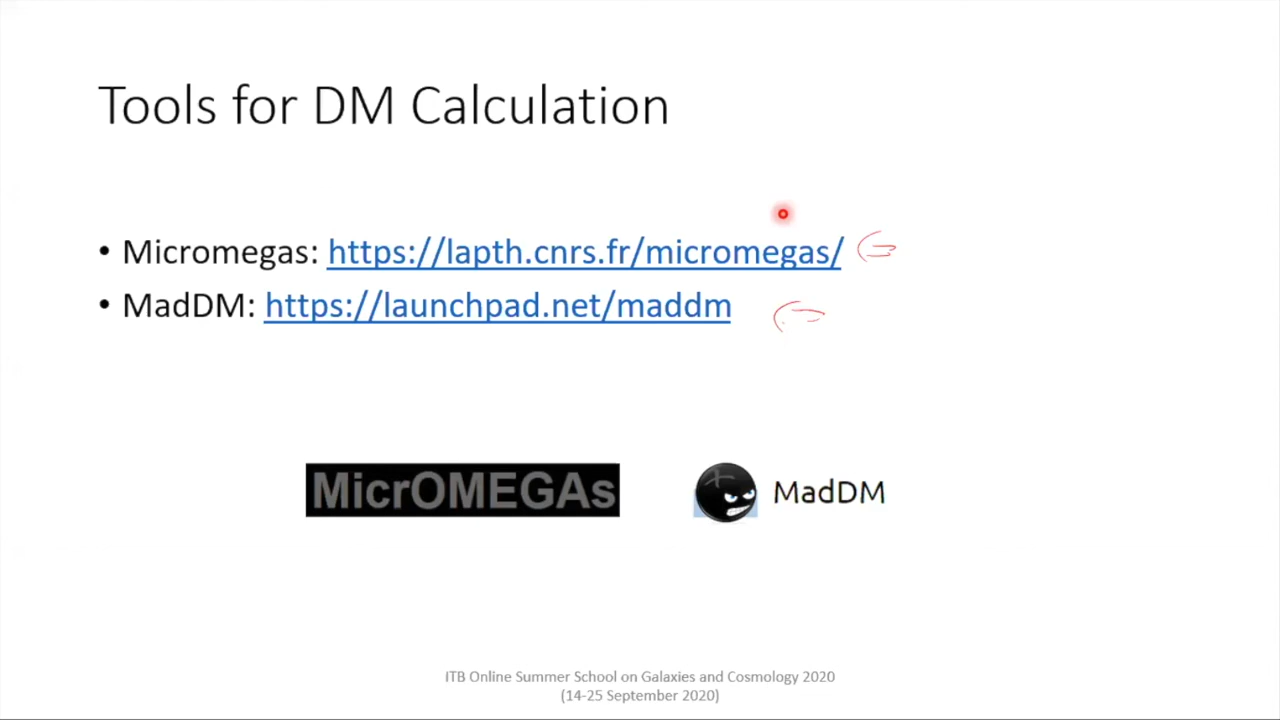 Tools for DM Calculation
• Micromegas: https://lapth.cnrs.fr/micromegas/
• MadDM: https://launchpad.net/maddm
MicrOMEGAs
MadDM
ITB Online Summer School on Galaxies and Cosmology 2020
(14-25 September 2020)